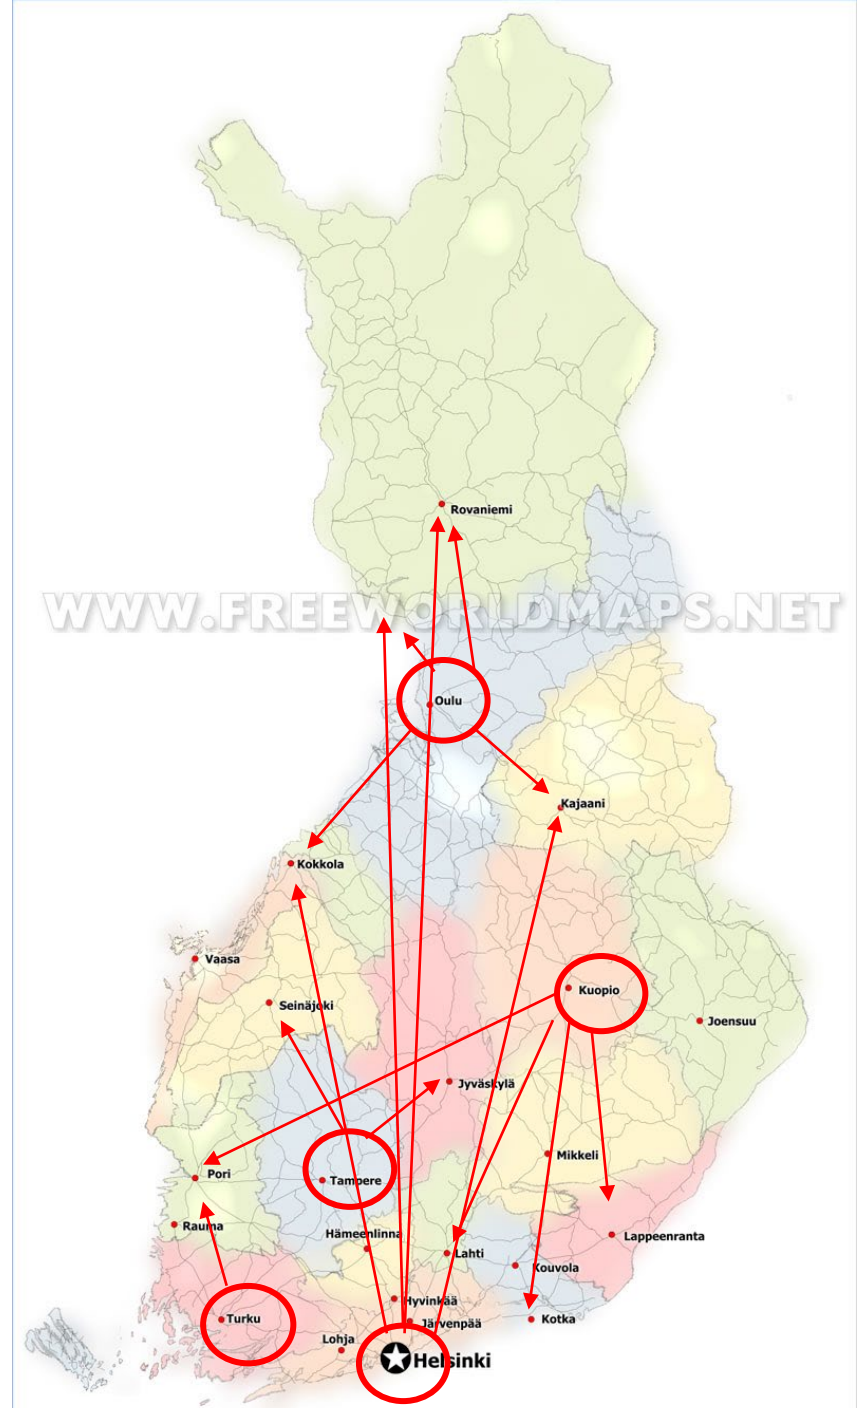 Rovaniemi
WWW.FREEWORLDMAPS.NET
Oulu
Kajaani
Kokkola
Vaasa
Kuopio
Seinäjoki
Joensuu
Jyväskylä
Mikkeli
Pori
Tampere
Rauma
Hämeenlinna
Lappeenranta
Lahti
Kouvola
Hyvinkää
Turku
Järvenpää
Kotka
Lohja
Helsinki